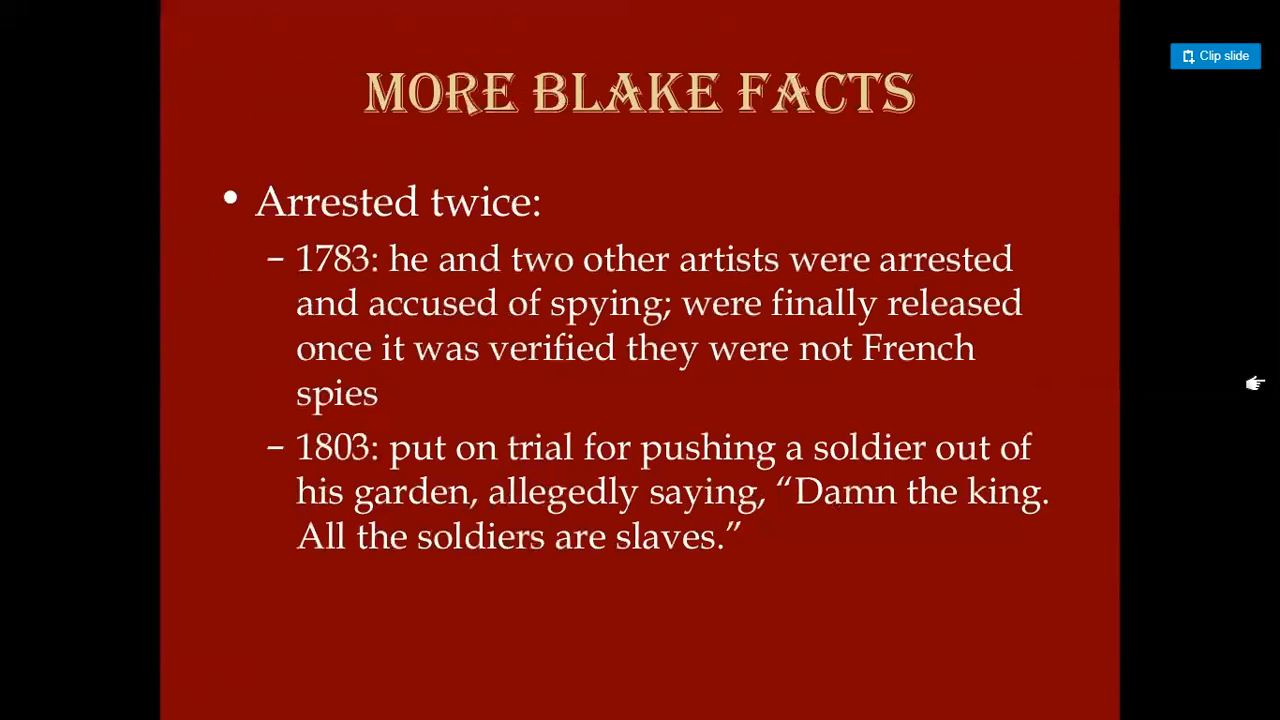 Clip slide
MORE BLAKE FACTS
• Arrested twice:
– 1783: he and two other artists were arrested
and accused of spying; were finally released
once it was verified they were not French
spies
– 1803: put on trial for pushing a soldier out of
his garden, allegedly saying, “Damn the king.
All the soldiers are slaves.”